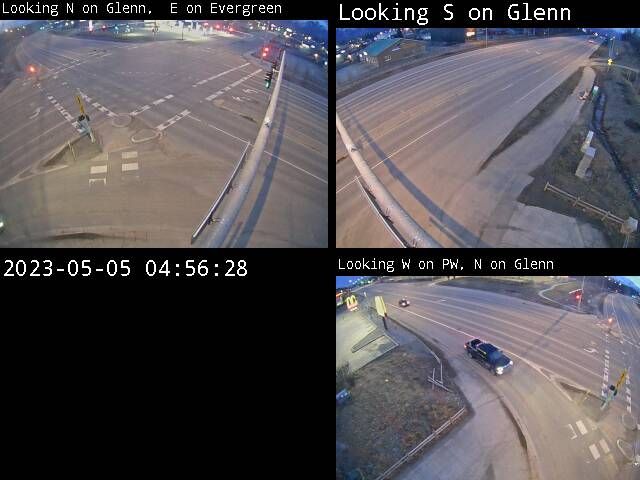 Looking N on Glenn,  E on Evergreen
Looking S on Glenn
2023-05-05 04:56:28
Looking W on PW, N on Glenn